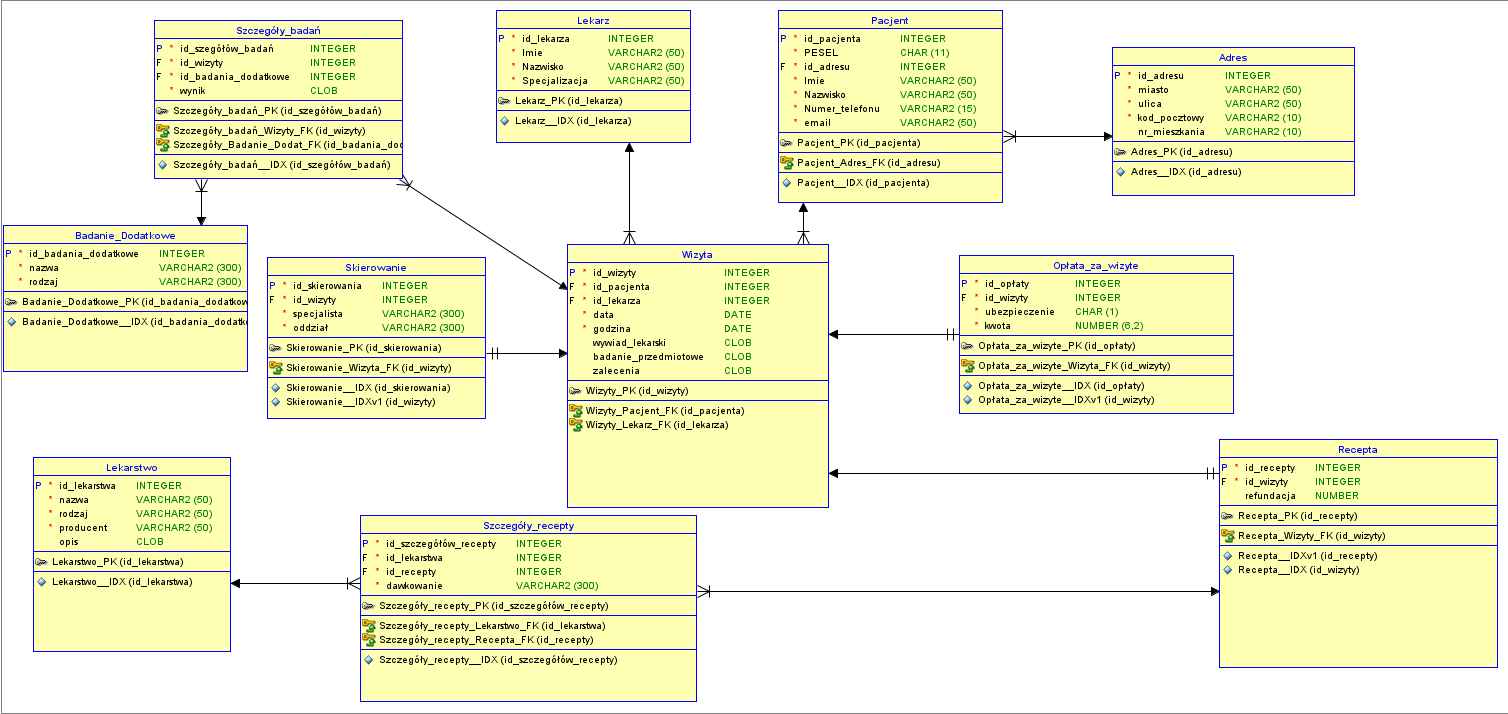 Szczegóły_badań
P * id_szegółów_badań INTEGER
F * id_wizyty INTEGER
F * id_badania_dodatkowe INTEGER
* wynik CLOB
Szczegóły_badań_PK (id_szegółów_badań)
Szczegóły_badań_Wizyty_FK (id_wizyty)
Szczegóły_Badanie_Dodat_FK (id_badania_dod
Szczegóły_badań__IDX (id_szegółów_badań)
Lekarz
P * id_lekarza INTEGER
* Imie VARCHAR2 (50)
* Nazwisko VARCHAR2 (50)
* Specjalizacja VARCHAR2 (50)
Lekarz_PK (id_lekarza)
Lekarz__IDX (id_lekarza)
Pacjent
P * id_pacjenta INTEGER
* PESEL CHAR (11)
F * id_adresu INTEGER
* Imie VARCHAR2 (50)
* Nazwisko VARCHAR2 (50)
* Numer_telefonu VARCHAR2 (15)
* email VARCHAR2 (50)
Pacjent_PK (id_pacjenta)
Pacjent_Adres_FK (id_adresu)
Pacjent__IDX (id_pacjenta)
Adres
P * id_adresu INTEGER
* miasto VARCHAR2 (50)
* ulica VARCHAR2 (50)
* kod_pocztowy VARCHAR2 (10)
nr_mieszkania VARCHAR2 (10)
Adres_PK (id_adresu)
Adres__IDX (id_adresu)
Badanie_Dodatkowe
P * id_badania_dodatkowe INTEGER
* nazwa VARCHAR2 (300)
* rodzaj VARCHAR2 (300)
Badanie_Dodatkowe_PK (id_badania_dodatkow
Badanie_Dodatkowe__IDX (id_badania_dodatk
Skierowanie
P * id_skierowania INTEGER
F * id_wizyty INTEGER
* specjalista VARCHAR2 (300)
* oddział VARCHAR2 (300)
Skierowanie_PK (id_skierowania)
Skierowanie_Wizyta_FK (id_wizyty)
Skierowanie__IDX (id_skierowania)
Skierowanie__IDXv1 (id_wizyty)
Wizyta
P * id_wizyty INTEGER
F * id_pacjenta INTEGER
F * id_lekarza INTEGER
* data DATE
* godzina DATE
wywiad_lekarski CLOB
badanie_przedmiotowe CLOB
zalecenia CLOB
Wizyty_PK (id_wizyty)
Wizyty_Pacjent_FK (id_pacjenta)
Wizyty_Lekarz_FK (id_lekarza)
Opłata_za_wizyte
P * id_opłaty INTEGER
F * id_wizyty INTEGER
* ubezpieczenie CHAR (1)
* kwota NUMBER (6,2)
Opłata_za_wizyte_PK (id_opłaty)
Opłata_za_wizyte_Wizyta_FK (id_wizyty)
Opłata_za_wizyte__IDX (id_opłaty)
Opłata_za_wizyte__IDXv1 (id_wizyty)
Lekarstwo
P * id_lekarstwa INTEGER
* nazwa VARCHAR2 (50)
* rodzaj VARCHAR2 (50)
* producent VARCHAR2 (50)
opis CLOB
Lekarstwo_PK (id_lekarstwa)
Lekarstwo__IDX (id_lekarstwa)
Szczegóły_recepty
P * id_szczegółów_recepty INTEGER
F * id_lekarstwa INTEGER
F * id_recepty INTEGER
* dawkowanie VARCHAR2 (300)
Szczegóły_recepty_PK (id_szczegółów_recepty)
Szczegóły_recepty_Lekarstwo_FK (id_lekarstwa)
Szczegóły_recepty_Recepta_FK (id_recepty)
Szczegóły_recepty__IDX (id_szczegółów_recepty)
Recepta
P * id_recepty INTEGER
F * id_wizyty INTEGER
refundacja NUMBER
Recepta_PK (id_recepty)
Recepta_Wizyty_FK (id_wizyty)
Recepta__IDXv1 (id_recepty)
Recepta__IDX (id_wizyty)